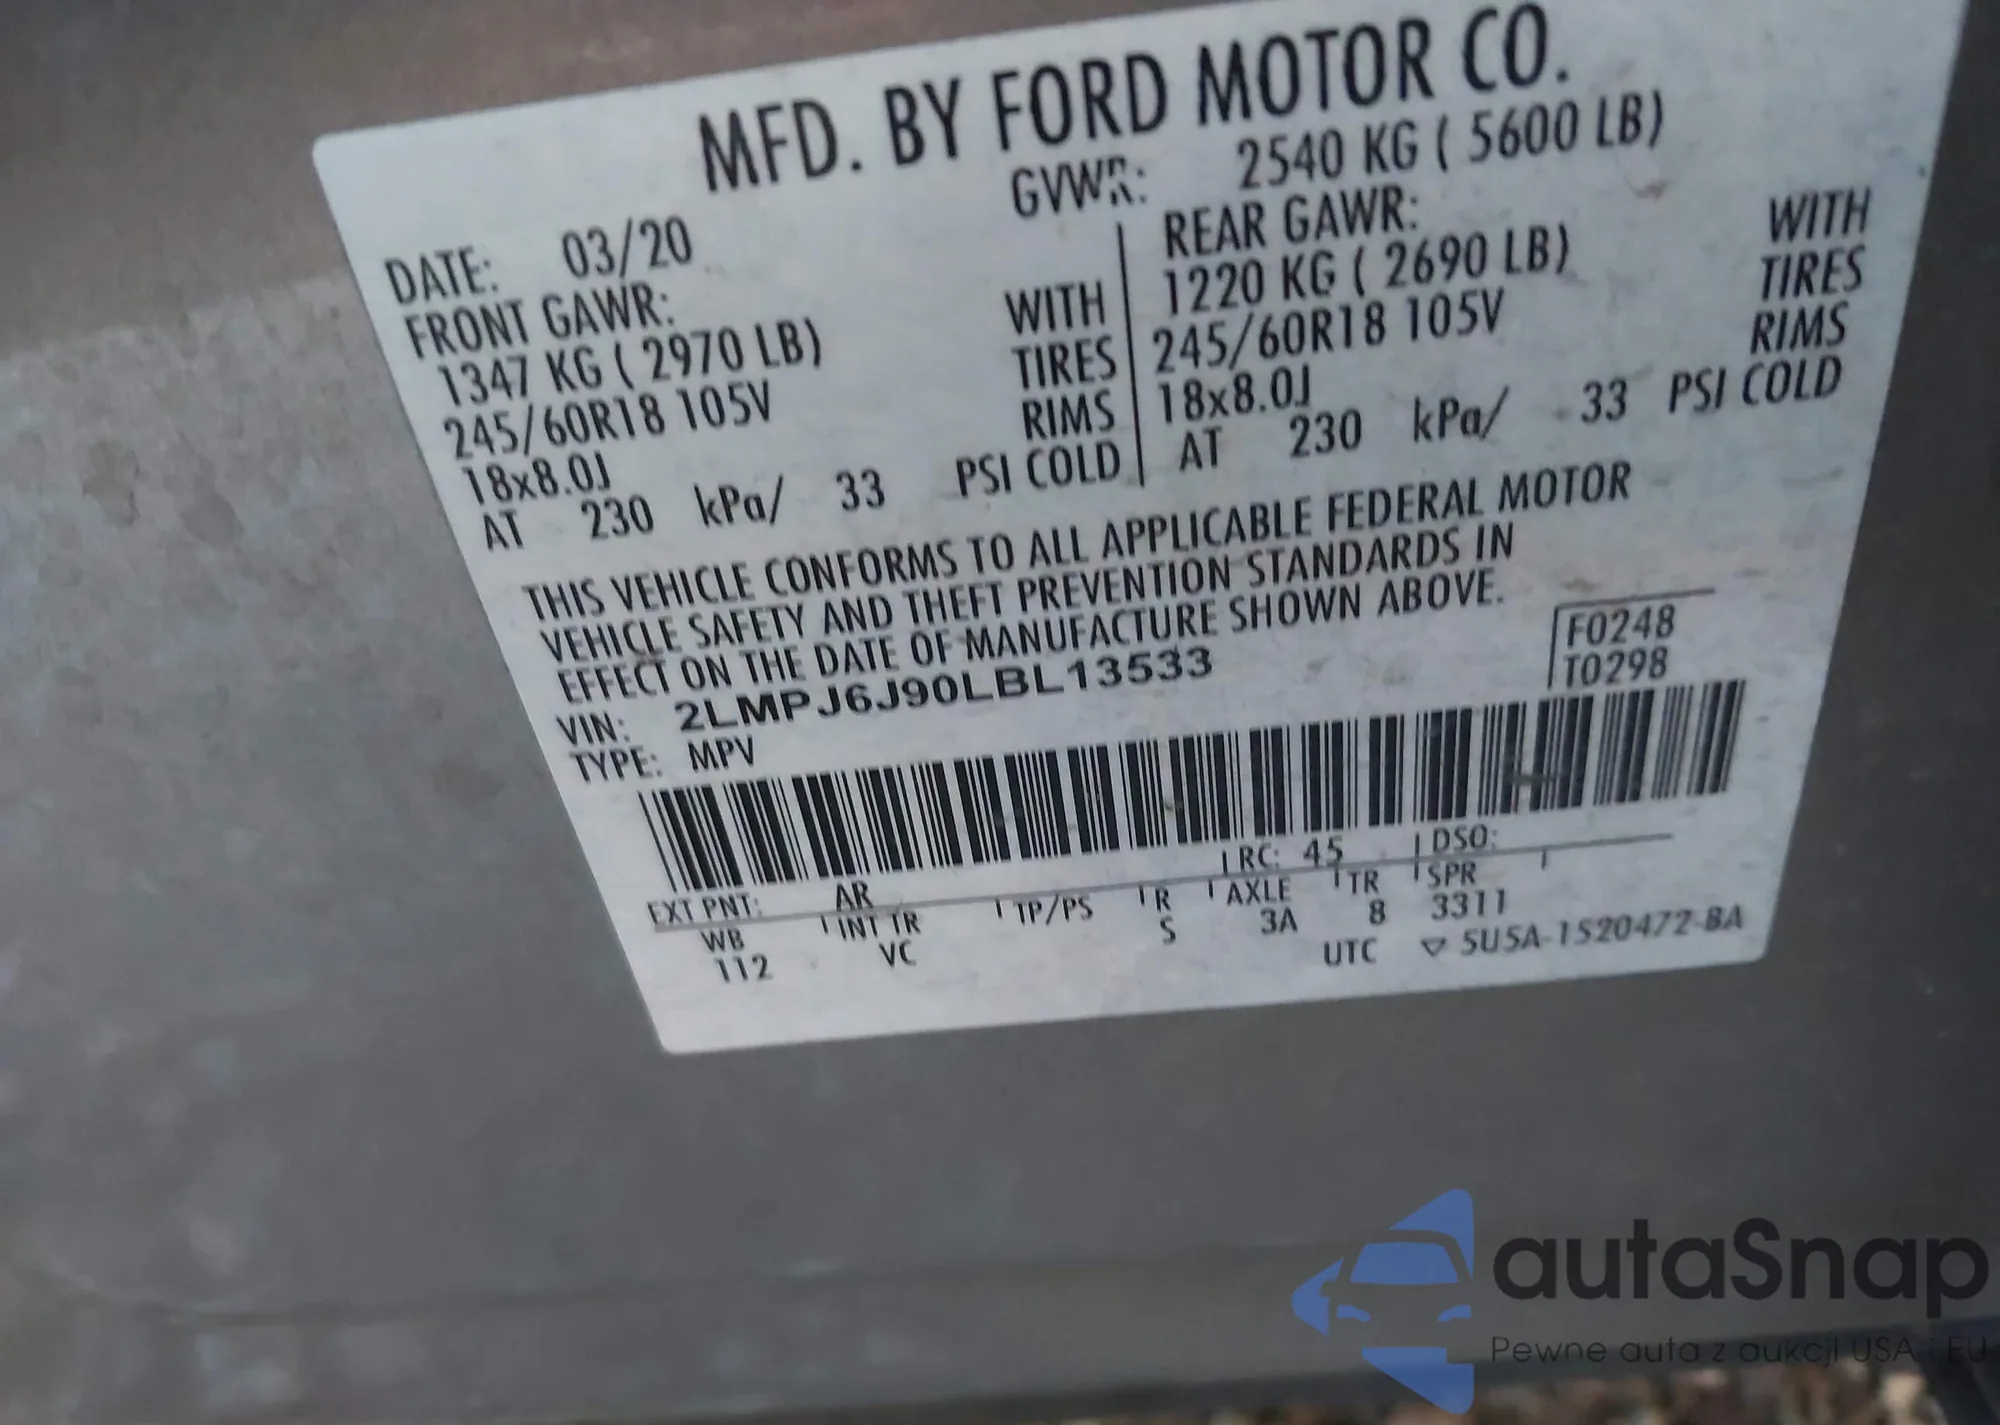 MFD. BY FORD MOTOR CO.
DATE: 03/20 GVWR: 2540 KG ( 5600 LB)
FRONT GAWR: REAR GAWR:
1347 KG ( 2970 LB) WITH 1220 KG ( 2690 LB) WITH
245/60R18 105V TIRES 245/60R18 105V TIRES
18x8.0J RIMS 18x8.0J RIMS
AT 230 kPa/ 33 PSI COLD AT 230 kPa/ 33 PSI COLD
THIS VEHICLE CONFORMS TO ALL APPLICABLE FEDERAL MOTOR
VEHICLE SAFETY AND THEFT PREVENTION STANDARDS IN
EFFECT ON THE DATE OF MANUFACTURE SHOWN ABOVE.
VIN: 2LMPJ6J90LBL13533 F0248
TYPE: MPV T0298
EXT PNT: AR RC: 45 DSO:
WB INT TR TP/PS R AXLE TR SPR
112 VC S 3A 8 3311
UTC ▽ 5U5A-1520472-BA
autaSnap
Pewne auta z aukcji USA i EU